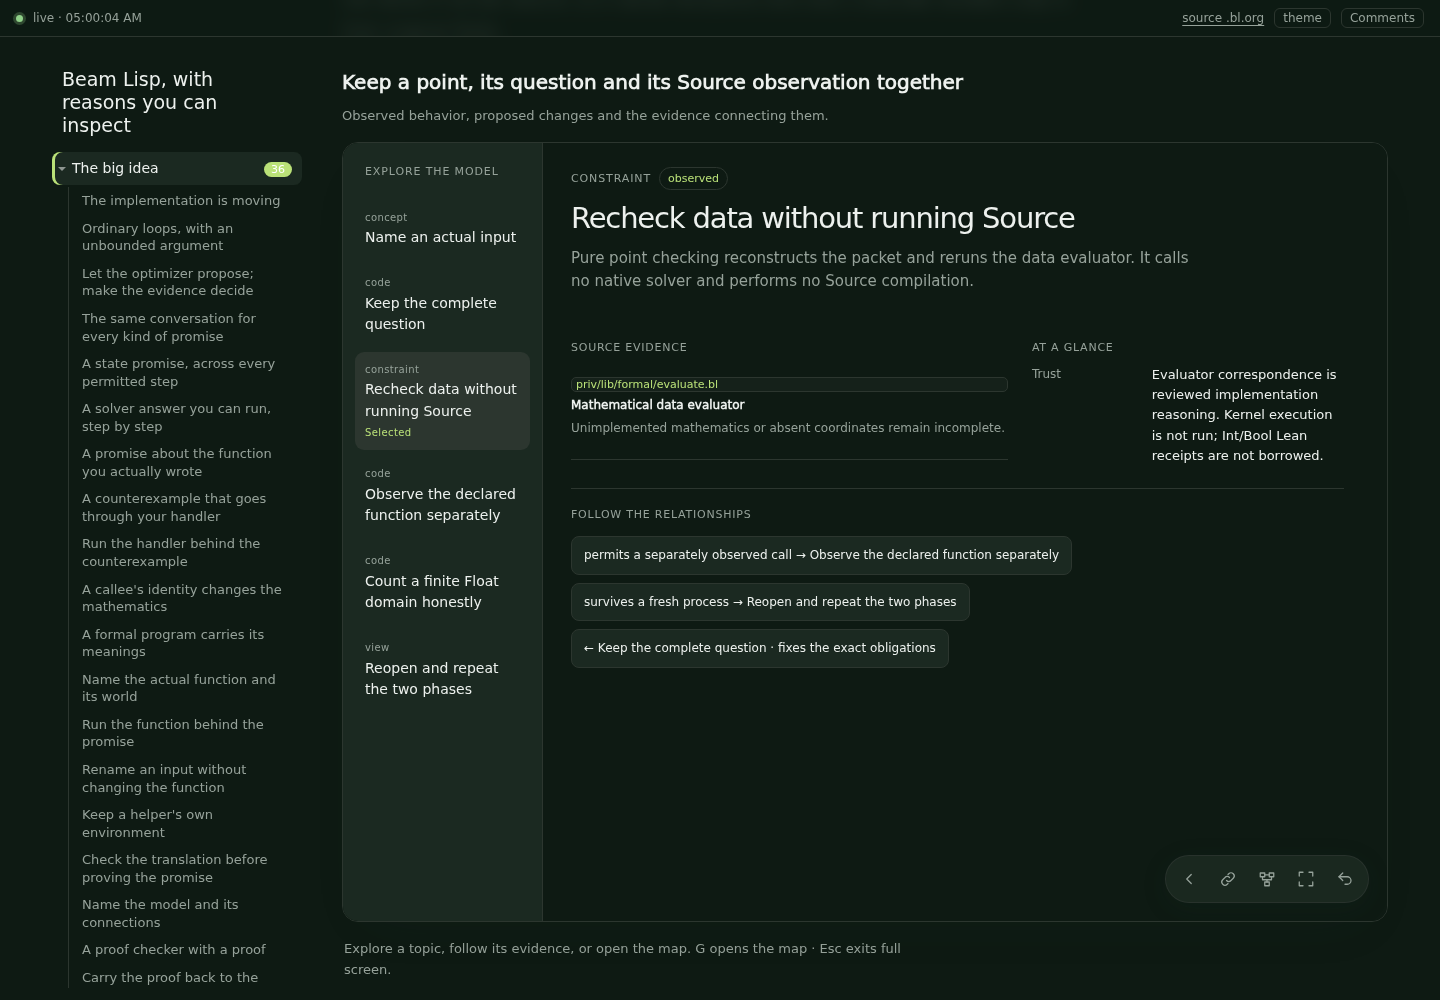 live · 05:00:04 AM
source .bl.org
theme
Comments
Beam Lisp, with
reasons you can
inspect
The big idea
36
The implementation is moving
Ordinary loops, with an
unbounded argument
Let the optimizer propose;
make the evidence decide
The same conversation for
every kind of promise
A state promise, across every
permitted step
A solver answer you can run,
step by step
A promise about the function
you actually wrote
A counterexample that goes
through your handler
Run the handler behind the
counterexample
A callee's identity changes the
mathematics
A formal program carries its
meanings
Name the actual function and
its world
Run the function behind the
promise
Rename an input without
changing the function
Keep a helper's own
environment
Check the translation before
proving the promise
Name the model and its
connections
A proof checker with a proof
Carry the proof back to the
Keep a point, its question and its Source observation together
Observed behavior, proposed changes and the evidence connecting them.
EXPLORE THE MODEL
concept
Name an actual input
code
Keep the complete
question
constraint
Recheck data without
running Source
Selected
code
Observe the declared
function separately
code
Count a finite Float
domain honestly
view
Reopen and repeat
the two phases
CONSTRAINT
observed
Recheck data without running Source
Pure point checking reconstructs the packet and reruns the data evaluator. It calls
no native solver and performs no Source compilation.
SOURCE EVIDENCE
priv/lib/formal/evaluate.bl
Mathematical data evaluator
Unimplemented mathematics or absent coordinates remain incomplete.
AT A GLANCE
Trust
Evaluator correspondence is
reviewed implementation
reasoning. Kernel execution
is not run; Int/Bool Lean
receipts are not borrowed.
FOLLOW THE RELATIONSHIPS
permits a separately observed call → Observe the declared function separately
survives a fresh process → Reopen and repeat the two phases
← Keep the complete question · fixes the exact obligations
Explore a topic, follow its evidence, or open the map. G opens the map · Esc exits full
screen.